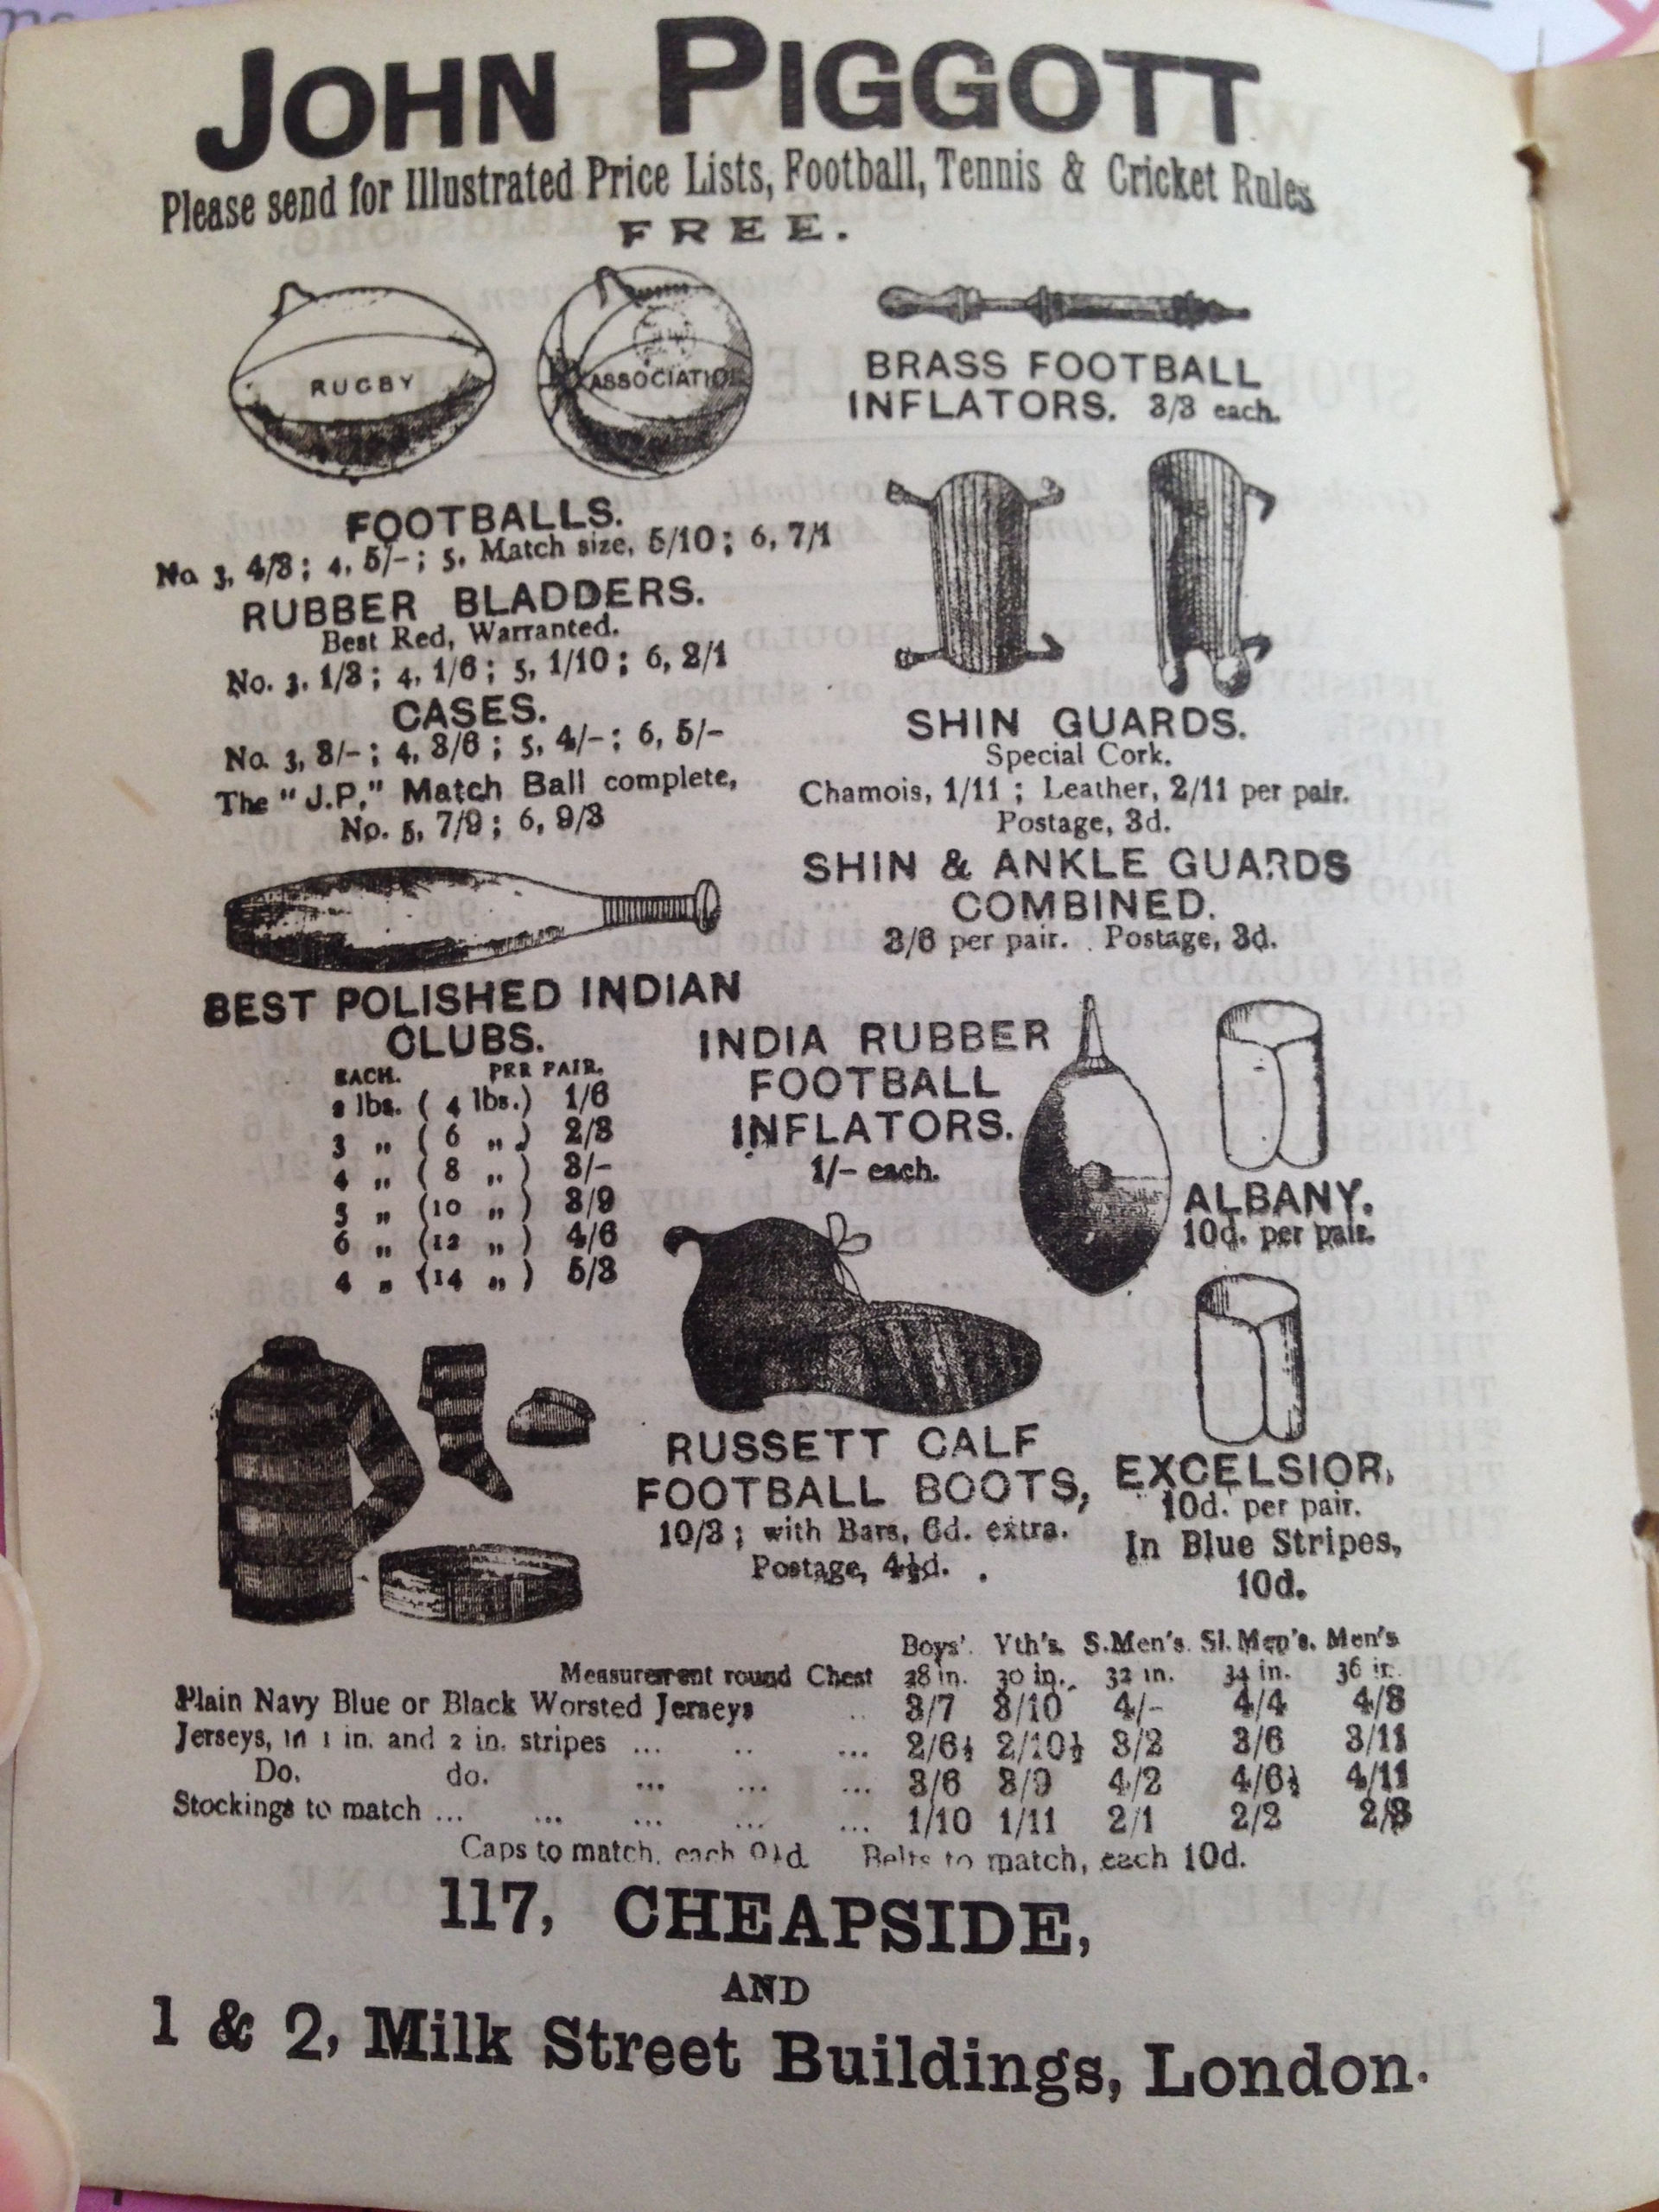 JOHN PIGGOTT
Please send for Illustrated Price Lists, Football, Tennis & Cricket Rules
FREE.
RUGBY
ASSOCIATION
FOOTBALLS.
No 3, 4/3; 4, 5/-; 5, Match size, 5/10; 6, 7/1
RUBBER BLADDERS.
Best Red, Warranted.
No. 3, 1/3; 4, 1/6; 5, 1/10; 6, 2/1
CASES.
No. 3, 3/-; 4, 3/6; 5, 4/-; 6, 5/-
The "J.P." Match Ball complete,
No. 5, 7/9; 6, 9/3
BEST POLISHED INDIAN
CLUBS.
EACH. PER PAIR.
2 lbs. ( 4 lbs.) 1/6
3 „ ( 6 „ ) 2/3
4 „ ( 8 „ ) 3/-
5 „ (10 „ ) 3/9
6 „ (12 „ ) 4/6
4 „ (14 „ ) 5/3
BRASS FOOTBALL
INFLATORS. 3/3 each.
SHIN GUARDS.
Special Cork.
Chamois, 1/11; Leather, 2/11 per pair.
Postage, 3d.
SHIN & ANKLE GUARDS
COMBINED.
3/6 per pair. Postage, 3d.
INDIA RUBBER
FOOTBALL
INFLATORS.
1/- each.
ALBANY.
10d. per pair.
RUSSETT CALF
FOOTBALL BOOTS,
10/3; with Bars, 6d. extra.
Postage, 4½d.
EXCELSIOR,
10d. per pair.
In Blue Stripes,
10d.
Boys'. Yth's. S.Men's. Sl. Men's. Men's
Measurement round Chest 28 in. 30 in. 32 in. 34 in. 36 in.
Plain Navy Blue or Black Worsted Jerseys .. 3/7 3/10 4/- 4/4 4/8
Jerseys, in 1 in. and 2 in. stripes ... .. ... 2/6½ 2/10½ 3/2 3/6 3/11
Do. do. ... ... ... 3/6 3/9 4/2 4/6½ 4/11
Stockings to match ... ... ... ... ... 1/10 1/11 2/1 2/2 2/3
Caps to match, each 9½d. Belts to match, each 10d.
117, CHEAPSIDE,
AND
1 & 2, Milk Street Buildings, London.